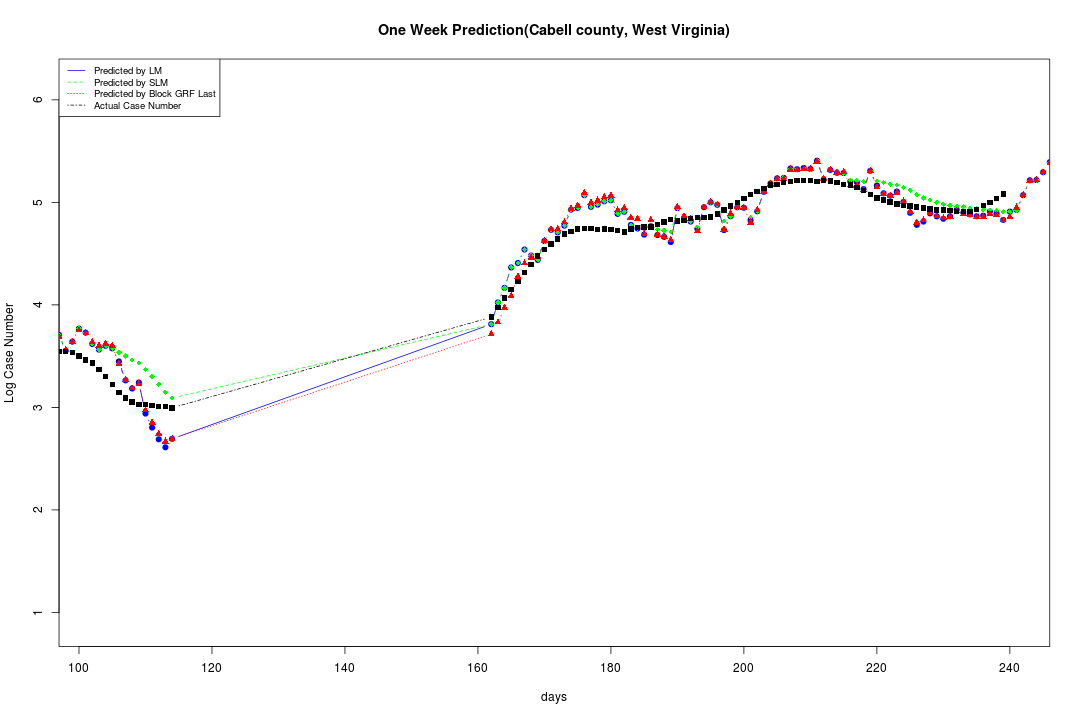 One Week Prediction(Cabell county, West Virginia)
Predicted by LM
Predicted by SLM
Predicted by Block GRF Last
Actual Case Number
Log Case Number
6
5
4
3
2
1
100 120 140 160 180 200 220 240
days